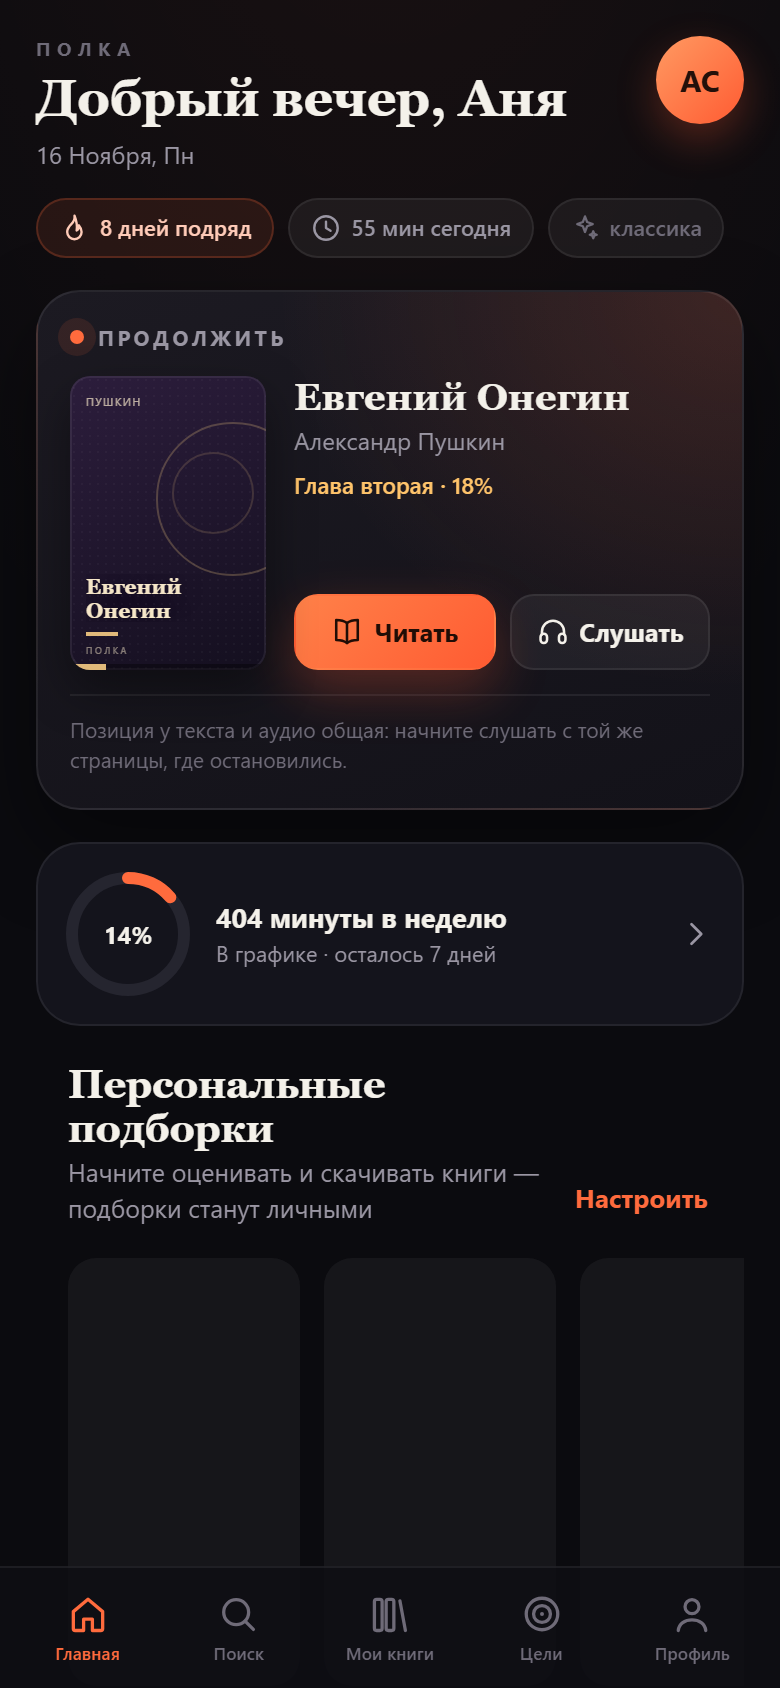 ПОЛКА
Добрый вечер, Аня
АС
16 Ноября, Пн
8 дней подряд
55 мин сегодня
классика
ПРОДОЛЖИТЬ
ПУШКИН
Евгений
Онегин
ПОЛКА
Евгений Онегин
Александр Пушкин
Глава вторая · 18%
Читать
Слушать
Позиция у текста и аудио общая: начните слушать с той же
страницы, где остановились.
14%
404 минуты в неделю
В графике · осталось 7 дней
Персональные
подборки
Начните оценивать и скачивать книги —
подборки станут личными
Настроить
Главная
Поиск
Мои книги
Цели
Профиль